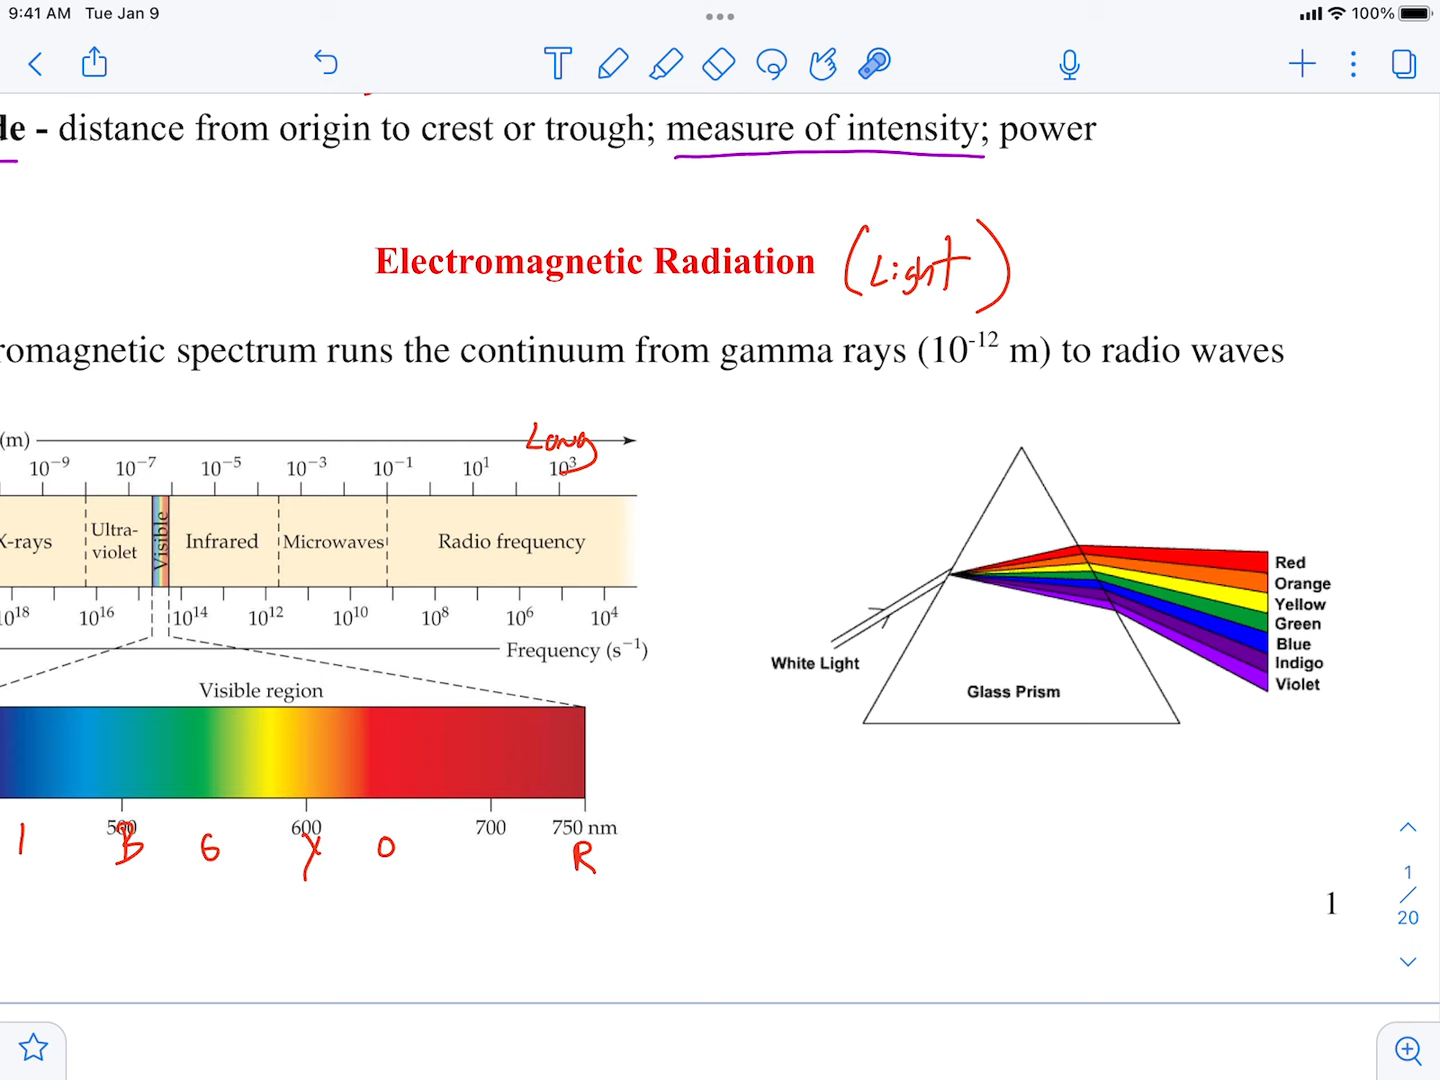 9:41 AM Tue Jan 9
100%
de - distance from origin to crest or trough; measure of intensity; power
Electromagnetic Radiation (Light)
romagnetic spectrum runs the continuum from gamma rays (10⁻¹² m) to radio waves
(m)
Long
10⁻⁹ 10⁻⁷ 10⁻⁵ 10⁻³ 10⁻¹ 10¹ 10³
X-rays
Ultra-
violet
Visible
Infrared
Microwaves
Radio frequency
10¹⁸ 10¹⁶ 10¹⁴ 10¹² 10¹⁰ 10⁸ 10⁶ 10⁴
Frequency (s⁻¹)
Visible region
500 600 700 750 nm
I B G Y O R
White Light
Glass Prism
Red
Orange
Yellow
Green
Blue
Indigo
Violet
1
1
/
20